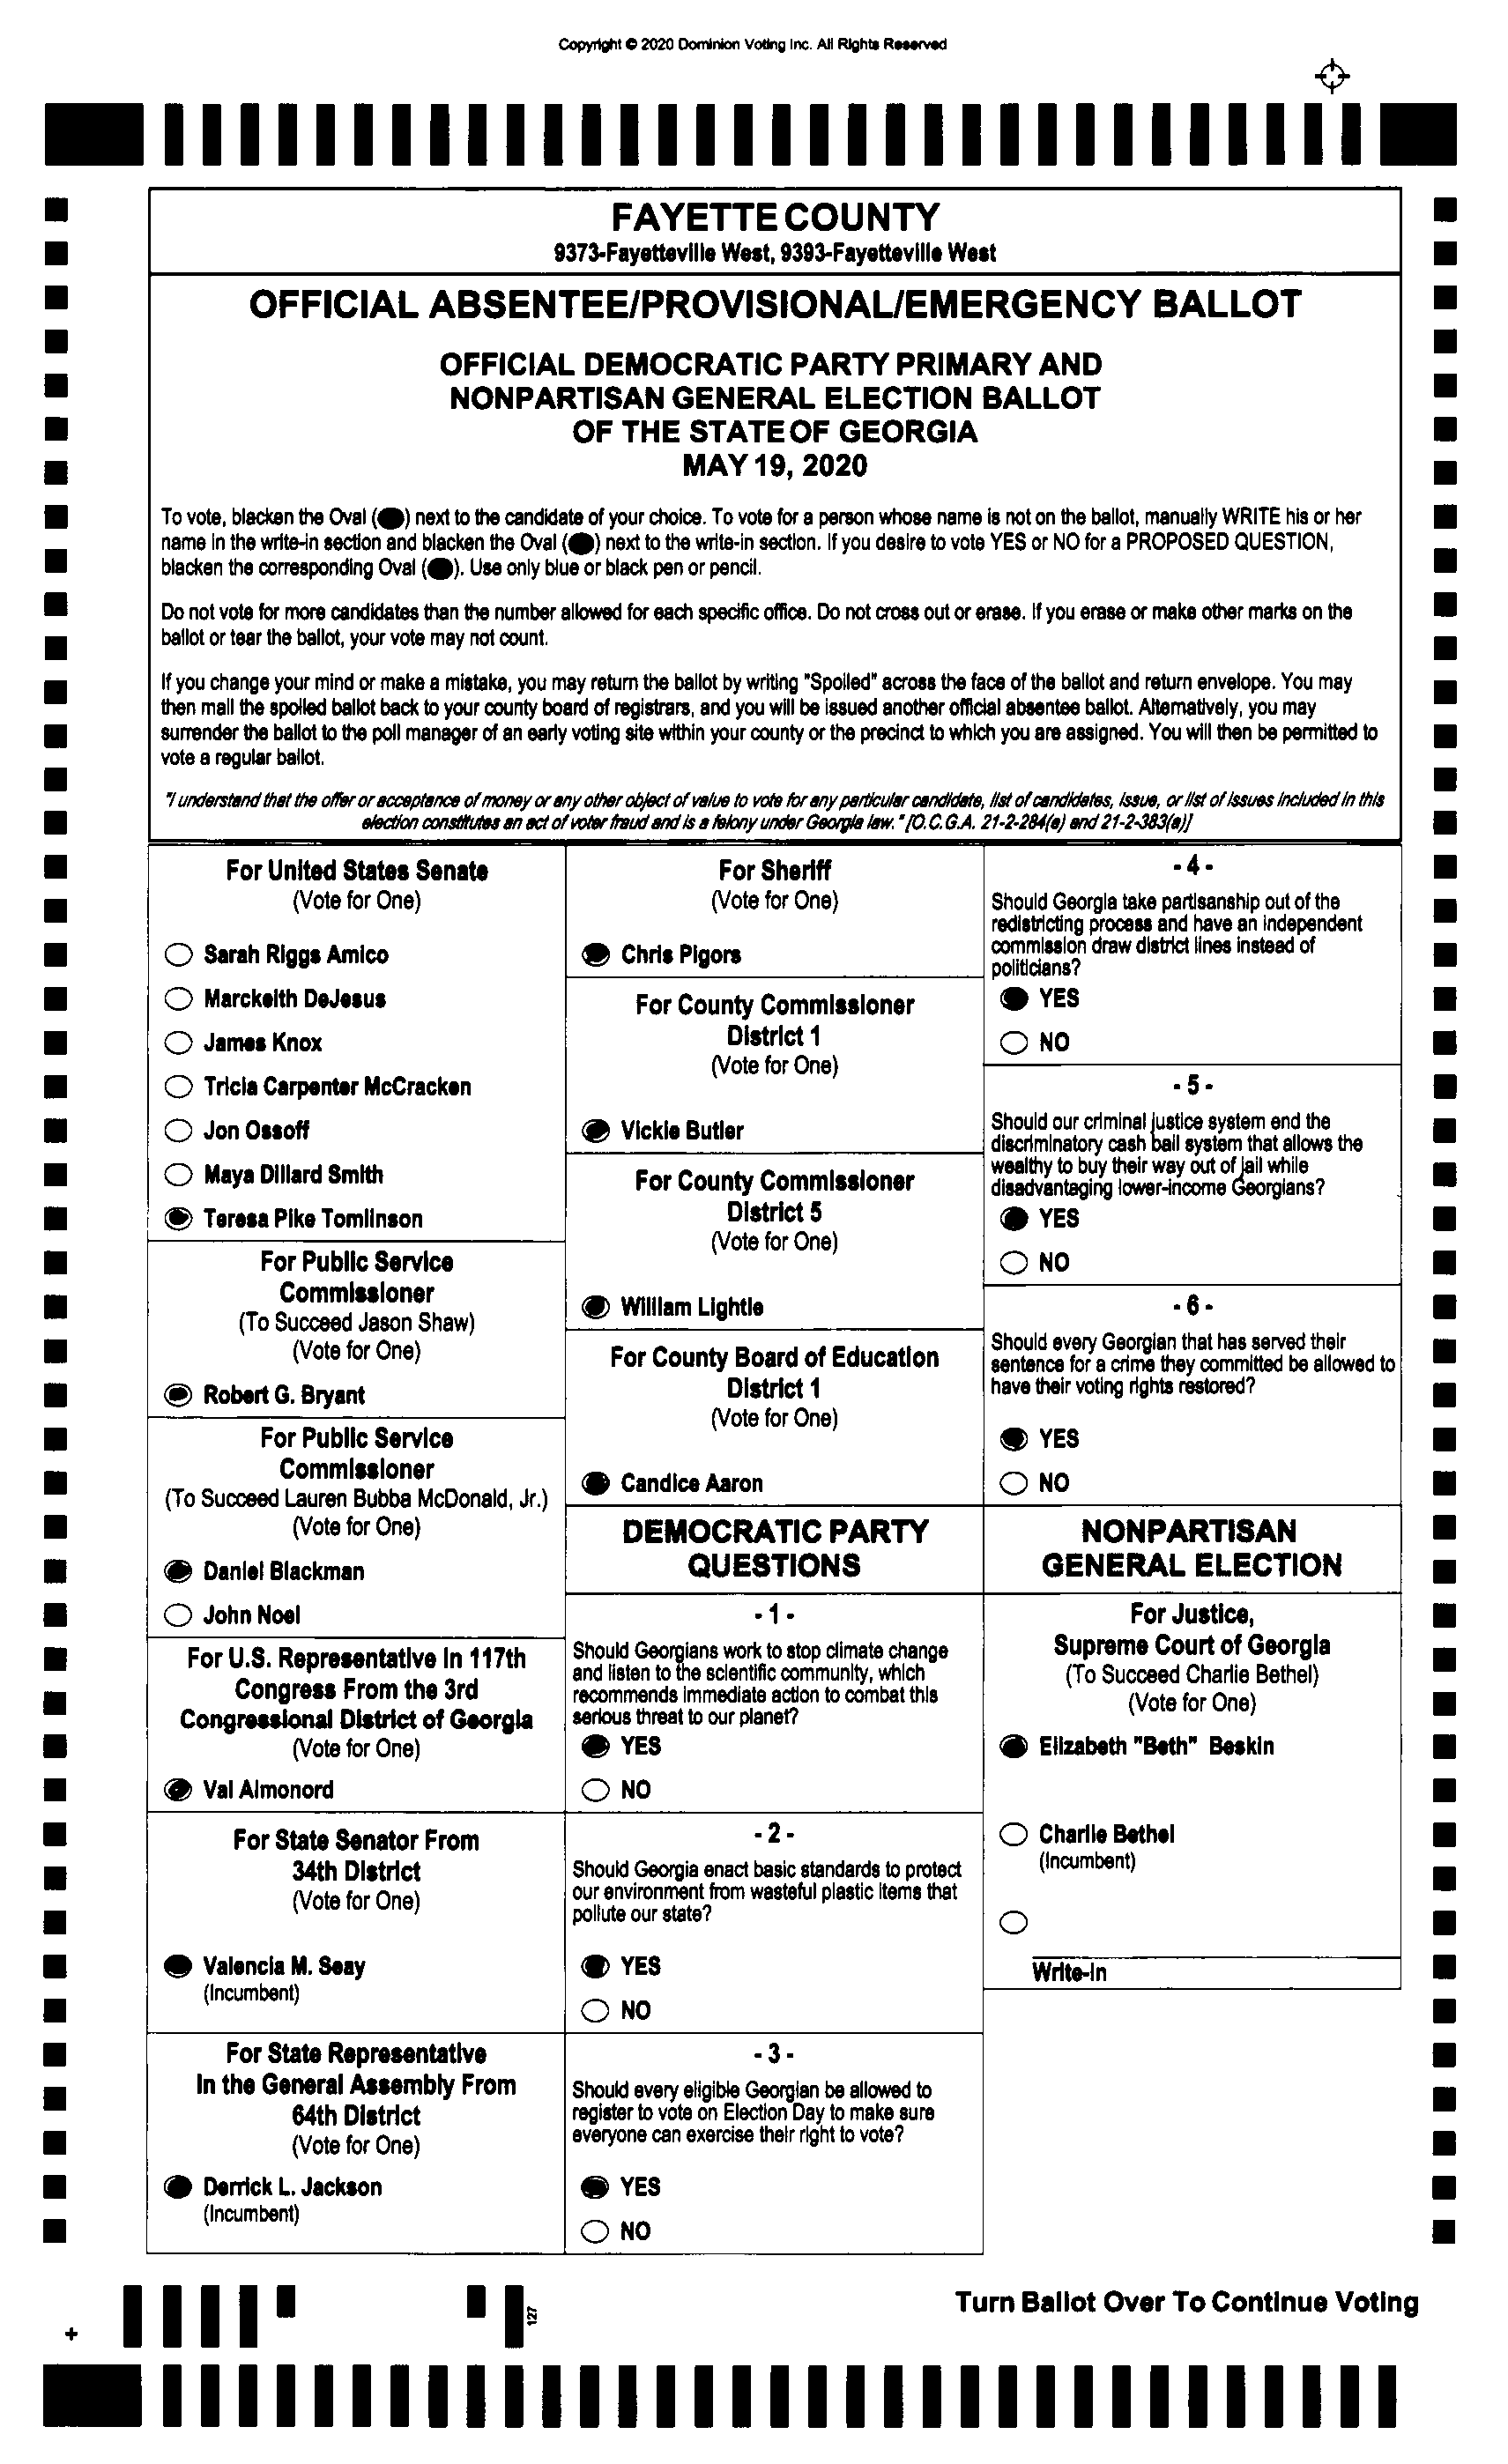 Copyright © 2020 Dominion Voting Inc. All Rights Reserved
FAYETTE COUNTY
9373-Fayetteville West, 9393-Fayetteville West
OFFICIAL ABSENTEE/PROVISIONAL/EMERGENCY BALLOT
OFFICIAL DEMOCRATIC PARTY PRIMARY AND
NONPARTISAN GENERAL ELECTION BALLOT
OF THE STATE OF GEORGIA
MAY 19, 2020
To vote, blacken the Oval ( ) next to the candidate of your choice. To vote for a person whose name is not on the ballot, manually WRITE his or her
name in the write-in section and blacken the Oval ( ) next to the write-in section. If you desire to vote YES or NO for a PROPOSED QUESTION,
blacken the corresponding Oval ( ). Use only blue or black pen or pencil.
Do not vote for more candidates than the number allowed for each specific office. Do not cross out or erase. If you erase or make other marks on the
ballot or tear the ballot, your vote may not count.
If you change your mind or make a mistake, you may return the ballot by writing "Spoiled" across the face of the ballot and return envelope. You may
then mail the spoiled ballot back to your county board of registrars, and you will be issued another official absentee ballot. Alternatively, you may
surrender the ballot to the poll manager of an early voting site within your county or the precinct to which you are assigned. You will then be permitted to
vote a regular ballot.
"I understand that the offer or acceptance of money or any other object of value to vote for any particular candidate, list of candidates, issue, or list of issues included in this
election constitutes an act of voter fraud and is a felony under Georgia law." [O.C.G.A. 21-2-284(e) and 21-2-383(a)]
For United States Senate
(Vote for One)
Sarah Riggs Amico
Marckeith DeJesus
James Knox
Tricia Carpenter McCracken
Jon Ossoff
Maya Dillard Smith
Teresa Pike Tomlinson
For Public Service
Commissioner
(To Succeed Jason Shaw)
(Vote for One)
Robert G. Bryant
For Public Service
Commissioner
(To Succeed Lauren Bubba McDonald, Jr.)
(Vote for One)
Daniel Blackman
John Noel
For U.S. Representative in 117th
Congress From the 3rd
Congressional District of Georgia
(Vote for One)
Val Almonord
For State Senator From
34th District
(Vote for One)
Valencia M. Seay
(Incumbent)
For State Representative
In the General Assembly From
64th District
(Vote for One)
Derrick L. Jackson
(Incumbent)
For Sheriff
(Vote for One)
Chris Pigors
For County Commissioner
District 1
(Vote for One)
Vickie Butler
For County Commissioner
District 5
(Vote for One)
William Lightle
For County Board of Education
District 1
(Vote for One)
Candice Aaron
DEMOCRATIC PARTY
QUESTIONS
- 1 -
Should Georgians work to stop climate change
and listen to the scientific community, which
recommends immediate action to combat this
serious threat to our planet?
YES
NO
- 2 -
Should Georgia enact basic standards to protect
our environment from wasteful plastic items that
pollute our state?
YES
NO
- 3 -
Should every eligible Georgian be allowed to
register to vote on Election Day to make sure
everyone can exercise their right to vote?
YES
NO
- 4 -
Should Georgia take partisanship out of the
redistricting process and have an independent
commission draw district lines instead of
politicians?
YES
NO
- 5 -
Should our criminal justice system end the
discriminatory cash bail system that allows the
wealthy to buy their way out of jail while
disadvantaging lower-income Georgians?
YES
NO
- 6 -
Should every Georgian that has served their
sentence for a crime they committed be allowed to
have their voting rights restored?
YES
NO
NONPARTISAN
GENERAL ELECTION
For Justice,
Supreme Court of Georgia
(To Succeed Charlie Bethel)
(Vote for One)
Elizabeth "Beth" Beskin
Charlie Bethel
(Incumbent)
Write-in
127
Turn Ballot Over To Continue Voting